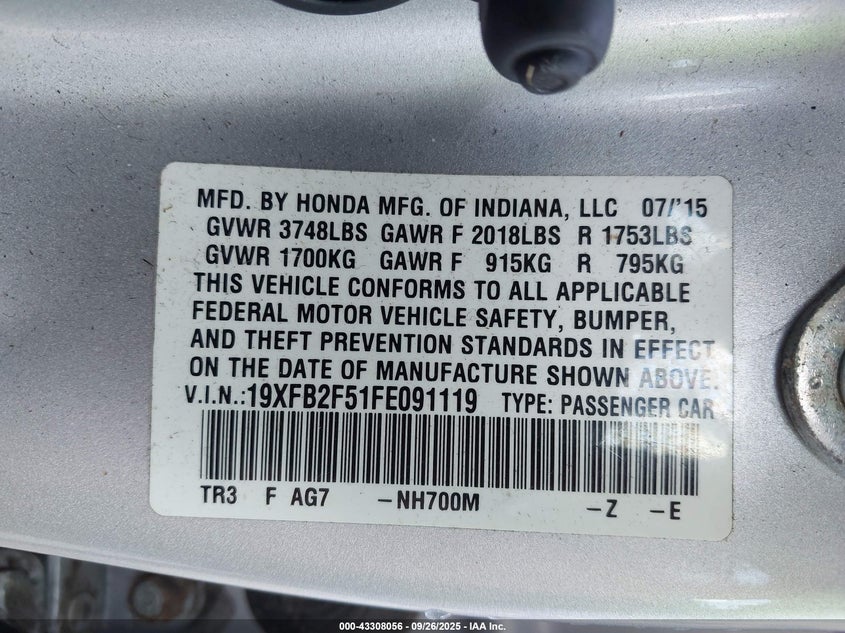 MFD. BY HONDA MFG. OF INDIANA, LLC 07/'15
GVWR 3748LBS GAWR F 2018LBS R 1753LBS
GVWR 1700KG GAWR F 915KG R 795KG
THIS VEHICLE CONFORMS TO ALL APPLICABLE
FEDERAL MOTOR VEHICLE SAFETY, BUMPER,
AND THEFT PREVENTION STANDARDS IN EFFECT
ON THE DATE OF MANUFACTURE SHOWN ABOVE.
V.I.N.:19XFB2F51FE091119 TYPE: PASSENGER CAR
TR3 F AG7 -NH700M -Z -E
000-43308056 - 09/26/2025 - IAA Inc.